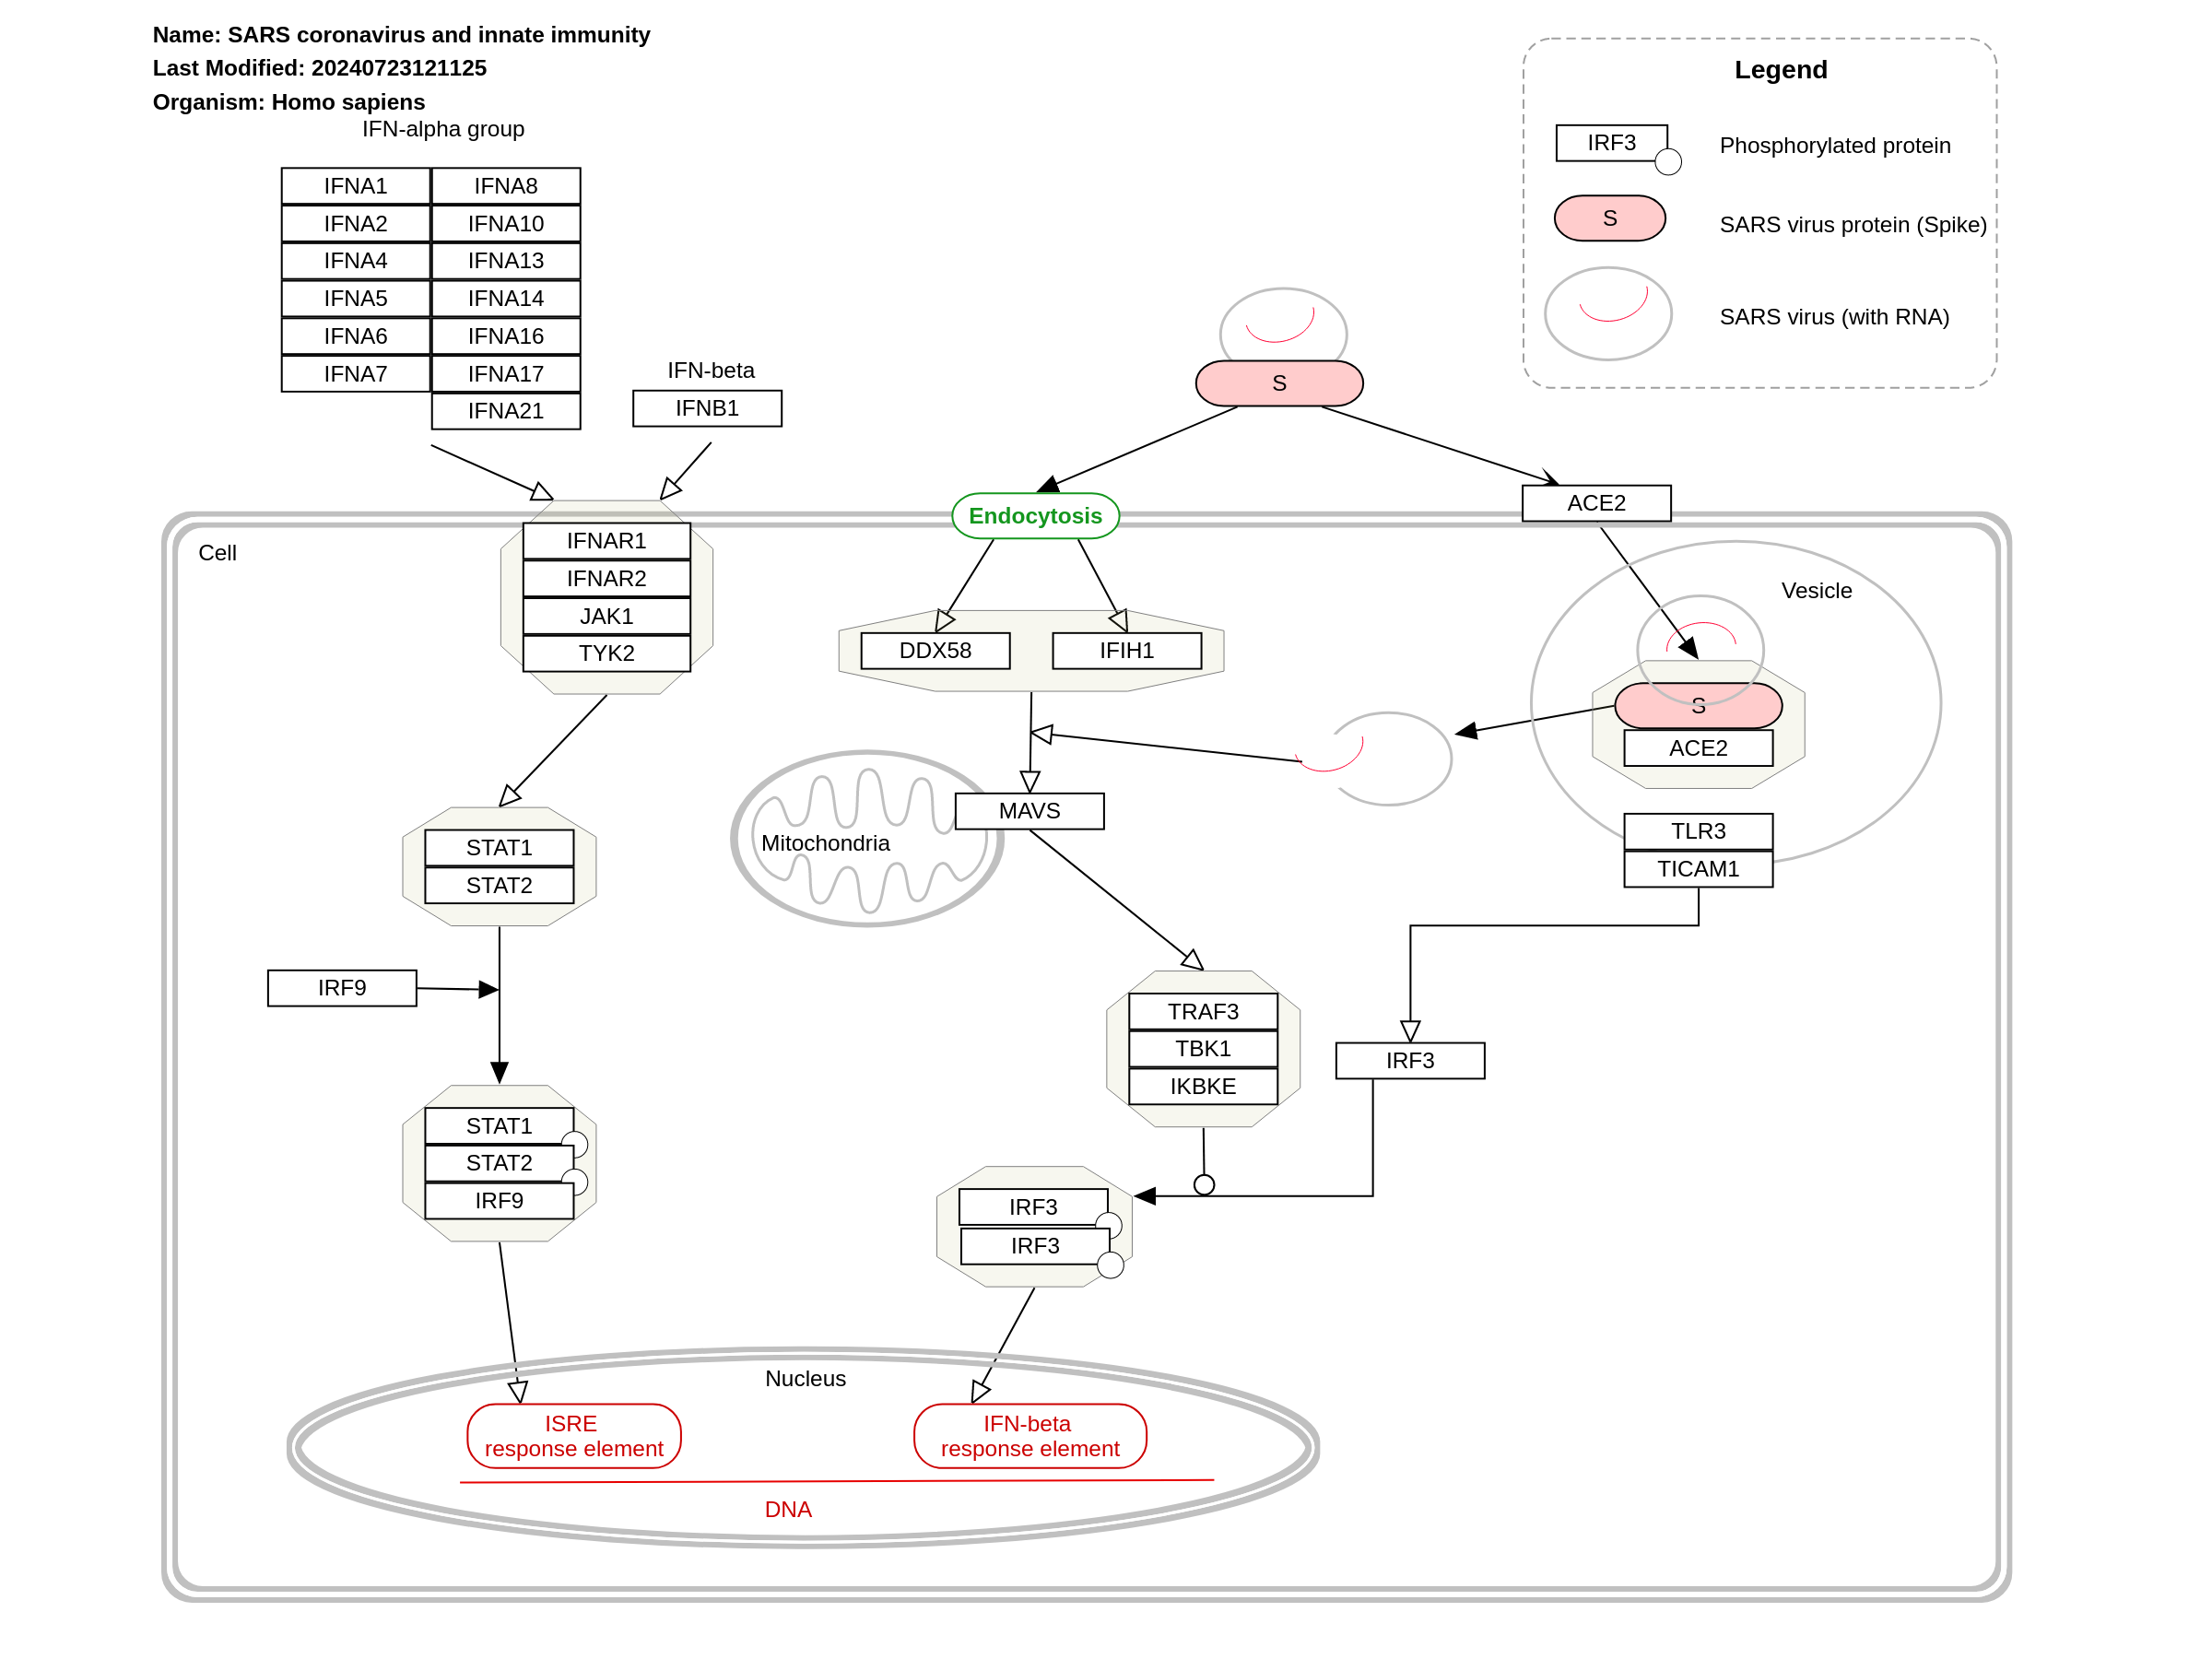 Name: SARS coronavirus and innate immunity
Last Modified: 20240723121125
Organism: Homo sapiens
IFN-alpha group
IFNA1
IFNA8
IFNA2
IFNA10
IFNA4
IFNA13
IFNA5
IFNA14
IFNA6
IFNA16
IFNA7
IFNA17
IFNA21
IFN-beta
IFNB1
Legend
IRF3
Phosphorylated protein
S
SARS virus protein (Spike)
SARS virus (with RNA)
S
Endocytosis
ACE2
Cell
IFNAR1
IFNAR2
JAK1
TYK2
DDX58
IFIH1
Vesicle
S
ACE2
MAVS
Mitochondria
TLR3
TICAM1
STAT1
STAT2
IRF9
TRAF3
TBK1
IKBKE
IRF3
STAT1
STAT2
IRF9
IRF3
IRF3
Nucleus
ISRE
response element
IFN-beta
response element
DNA